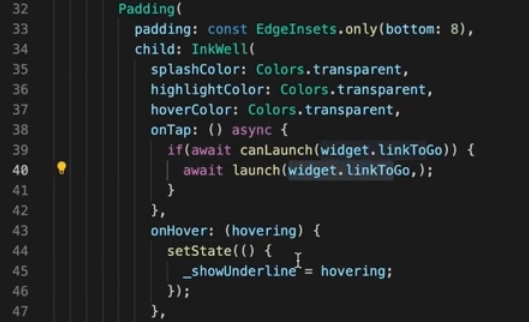 32 Padding(
33 padding: const EdgeInsets.only(bottom: 8),
34 child: InkWell(
35 splashColor: Colors.transparent,
36 highlightColor: Colors.transparent,
37 hoverColor: Colors.transparent,
38 onTap: () async {
39 if(await canLaunch(widget.linkToGo)) {
40 await launch(widget.linkToGo,);
41 }
42 },
43 onHover: (hovering) {
44 setState(() {
45 _showUnderline = hovering;
46 });
47 },